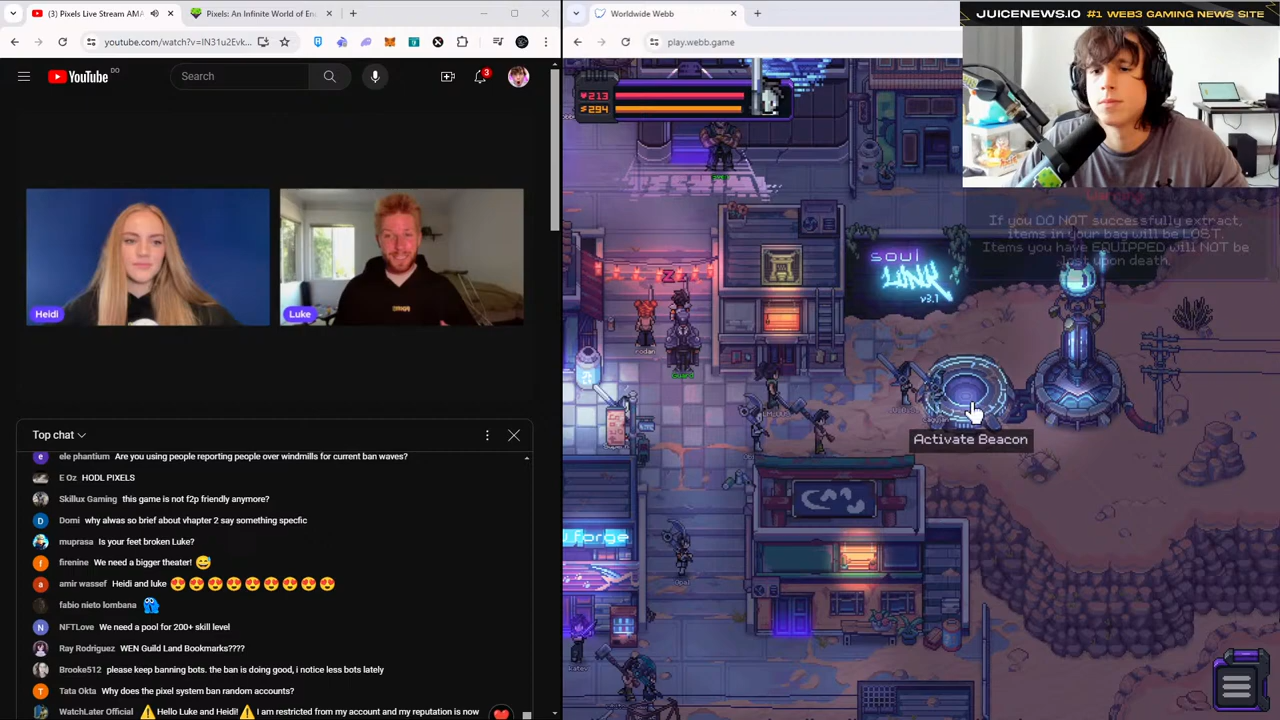 (3) Pixels Live Stream AMA
Pixels: An Infinite World of En
Worldwide Webb
JUICENEWS.IO #1 WEB3 GAMING NEWS SITE
youtube.com/watch?v=IN31u2Evk...
play.webb.game
YouTube DO
Search
3
213
294
If you DO NOT successfully extract,
items in your bag will be LOST.
Items you have EQUIPPED will NOT be
lost upon death.
soul
LINK
v3.1
Heidi
Luke
Activate Beacon
Top chat
ele phantium Are you using people reporting people over windmills for current ban waves?
E Oz HODL PIXELS
Skillux Gaming this game is not f2p friendly anymore?
Domi why alwas so brief about vhapter 2 say something specfic
muprasa Is your feet broken Luke?
firenine We need a bigger theater! 😅
amir wassef Heidi and luke 😍 😍 😍 😍 😍 😍 😍 😍
fabio nieto lombana
NFTLove We need a pool for 200+ skill level
Ray Rodriguez WEN Guild Land Bookmarks????
Brooke512 please keep banning bots. the ban is doing good, i notice less bots lately
Tata Okta Why does the pixel system ban random accounts?
WatchLater Official ⚠️ Hello Luke and Heidi ⚠️ I am restricted from my account and my reputation is now
Forge
Opal